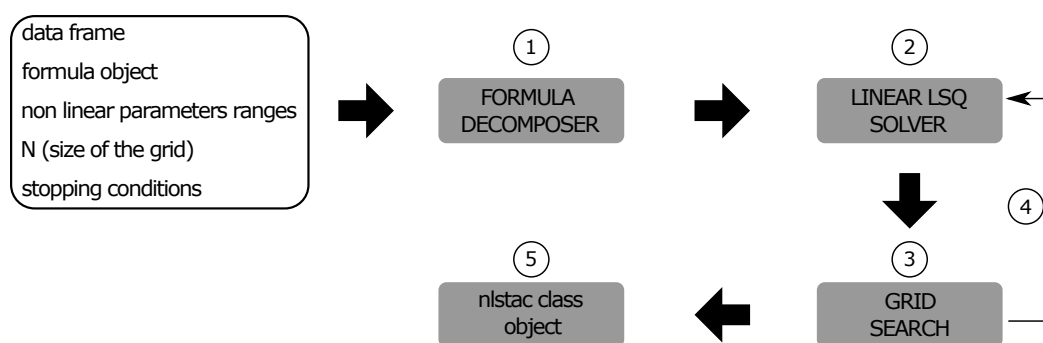 data frame
formula object
non linear parameters ranges
N (size of the grid)
stopping conditions
1
FORMULA
DECOMPOSER
2
LINEAR LSQ
SOLVER
4
3
GRID
SEARCH
5
nlstac class
object